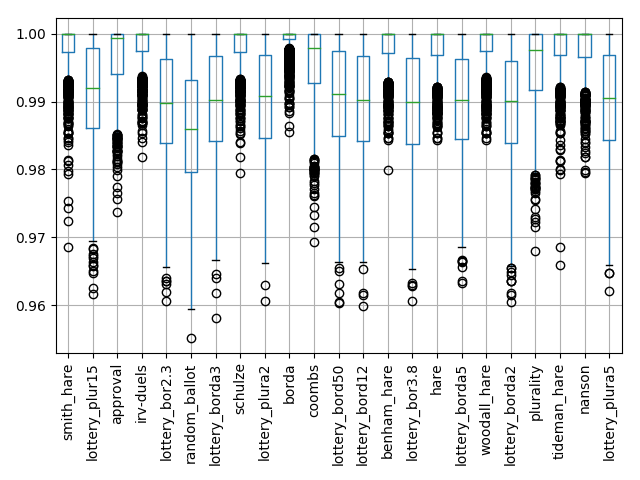 1.00
0.99
0.98
0.97
0.96
smith_hare
lottery_plur15
approval
irv-duels
lottery_bor2.3
random_ballot
lottery_borda3
schulze
lottery_plura2
borda
coombs
lottery_bord50
lottery_bord12
benham_hare
lottery_bor3.8
hare
lottery_borda5
woodall_hare
lottery_borda2
plurality
tideman_hare
nanson
lottery_plura5